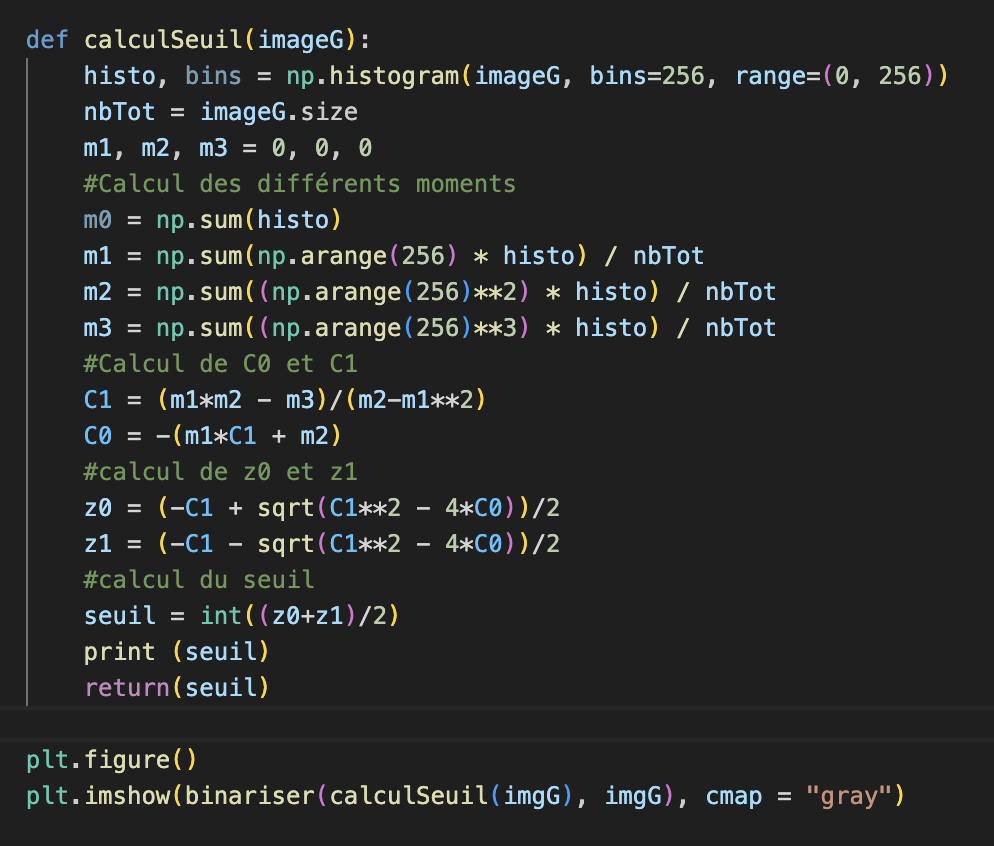 def calculSeuil(imageG):
    histo, bins = np.histogram(imageG, bins=256, range=(0, 256))
    nbTot = imageG.size
    m1, m2, m3 = 0, 0, 0
    #Calcul des différents moments
    m0 = np.sum(histo)
    m1 = np.sum(np.arange(256) * histo) / nbTot
    m2 = np.sum((np.arange(256)**2) * histo) / nbTot
    m3 = np.sum((np.arange(256)**3) * histo) / nbTot
    #Calcul de C0 et C1
    C1 = (m1*m2 - m3)/(m2-m1**2)
    C0 = -(m1*C1 + m2)
    #calcul de z0 et z1
    z0 = (-C1 + sqrt(C1**2 - 4*C0))/2
    z1 = (-C1 - sqrt(C1**2 - 4*C0))/2
    #calcul du seuil
    seuil = int((z0+z1)/2)
    print (seuil)
    return(seuil)
plt.figure()
plt.imshow(binariser(calculSeuil(imgG), imgG), cmap = "gray")